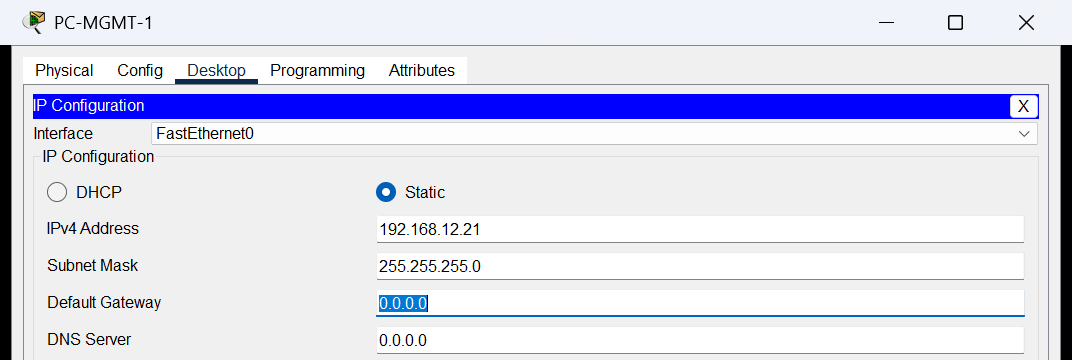 PC-MGMT-1
Physical Config Desktop Programming Attributes
IP Configuration X
Interface FastEthernet0
IP Configuration
DHCP Static
IPv4 Address 192.168.12.21
Subnet Mask 255.255.255.0
Default Gateway 0.0.0.0
DNS Server 0.0.0.0